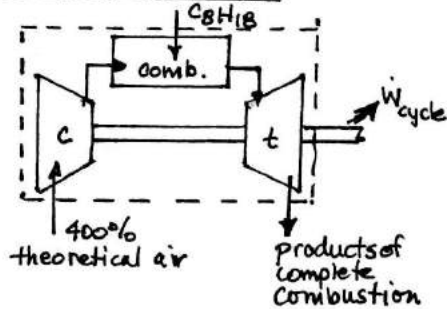 C8H18
comb.
C
t
Ẇcycle
400%
theoretical air
products of
complete
combustion